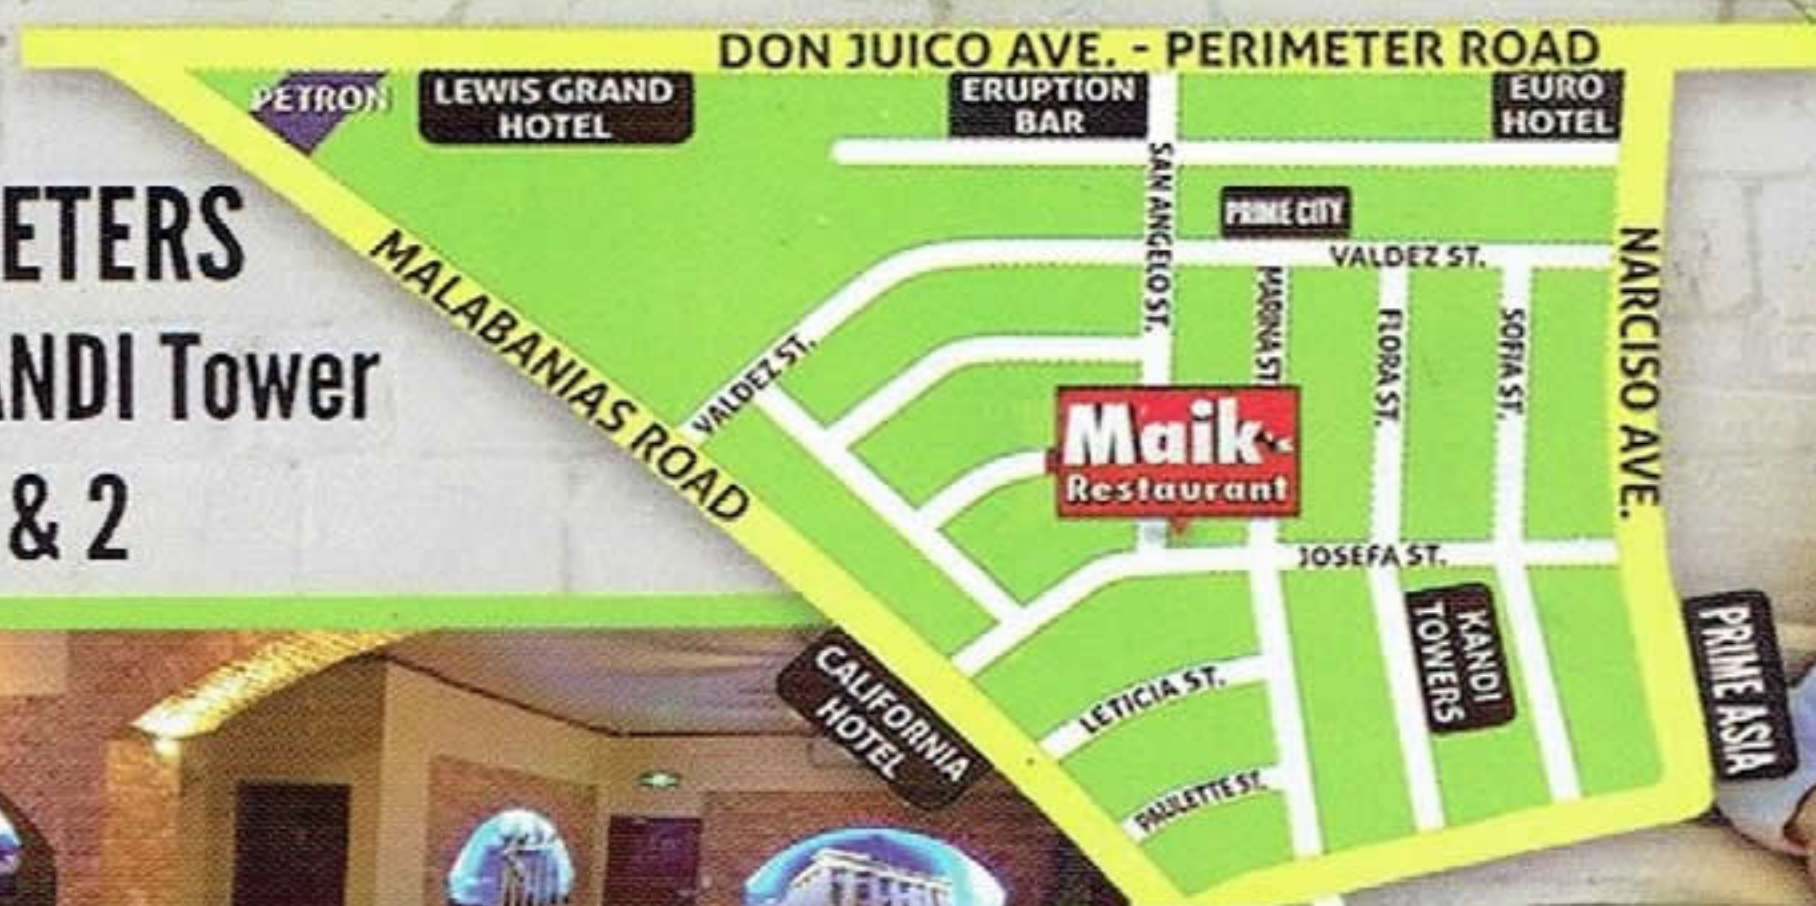 DON JUICO AVE. - PERIMETER ROAD
PETRON
LEWIS GRAND
HOTEL
ERUPTION
BAR
EURO
HOTEL
SAN ANGELO ST.
PRIME CITY
VALDEZ ST.
MARINA ST.
FLORA ST.
SOFIA ST.
NARCISO AVE.
ETERS
MALABANIAS ROAD
VALDEZ ST.
ANDI Tower
& 2
Maik's
Restaurant
JOSEFA ST.
KANDI
TOWERS
PRIME ASIA
CALIFORNIA
HOTEL
LETICIA ST.
PAULETTE ST.